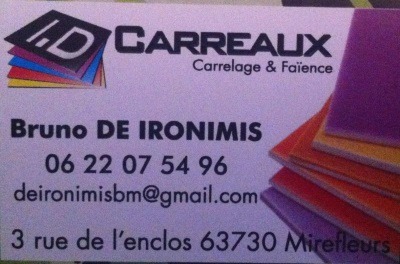 HD CARREAUX
Carrelage & Faïence
Bruno DE IRONIMIS
06 22 07 54 96
deironimisbm@gmail.com
3 rue de l'enclos 63730 Mirefleurs